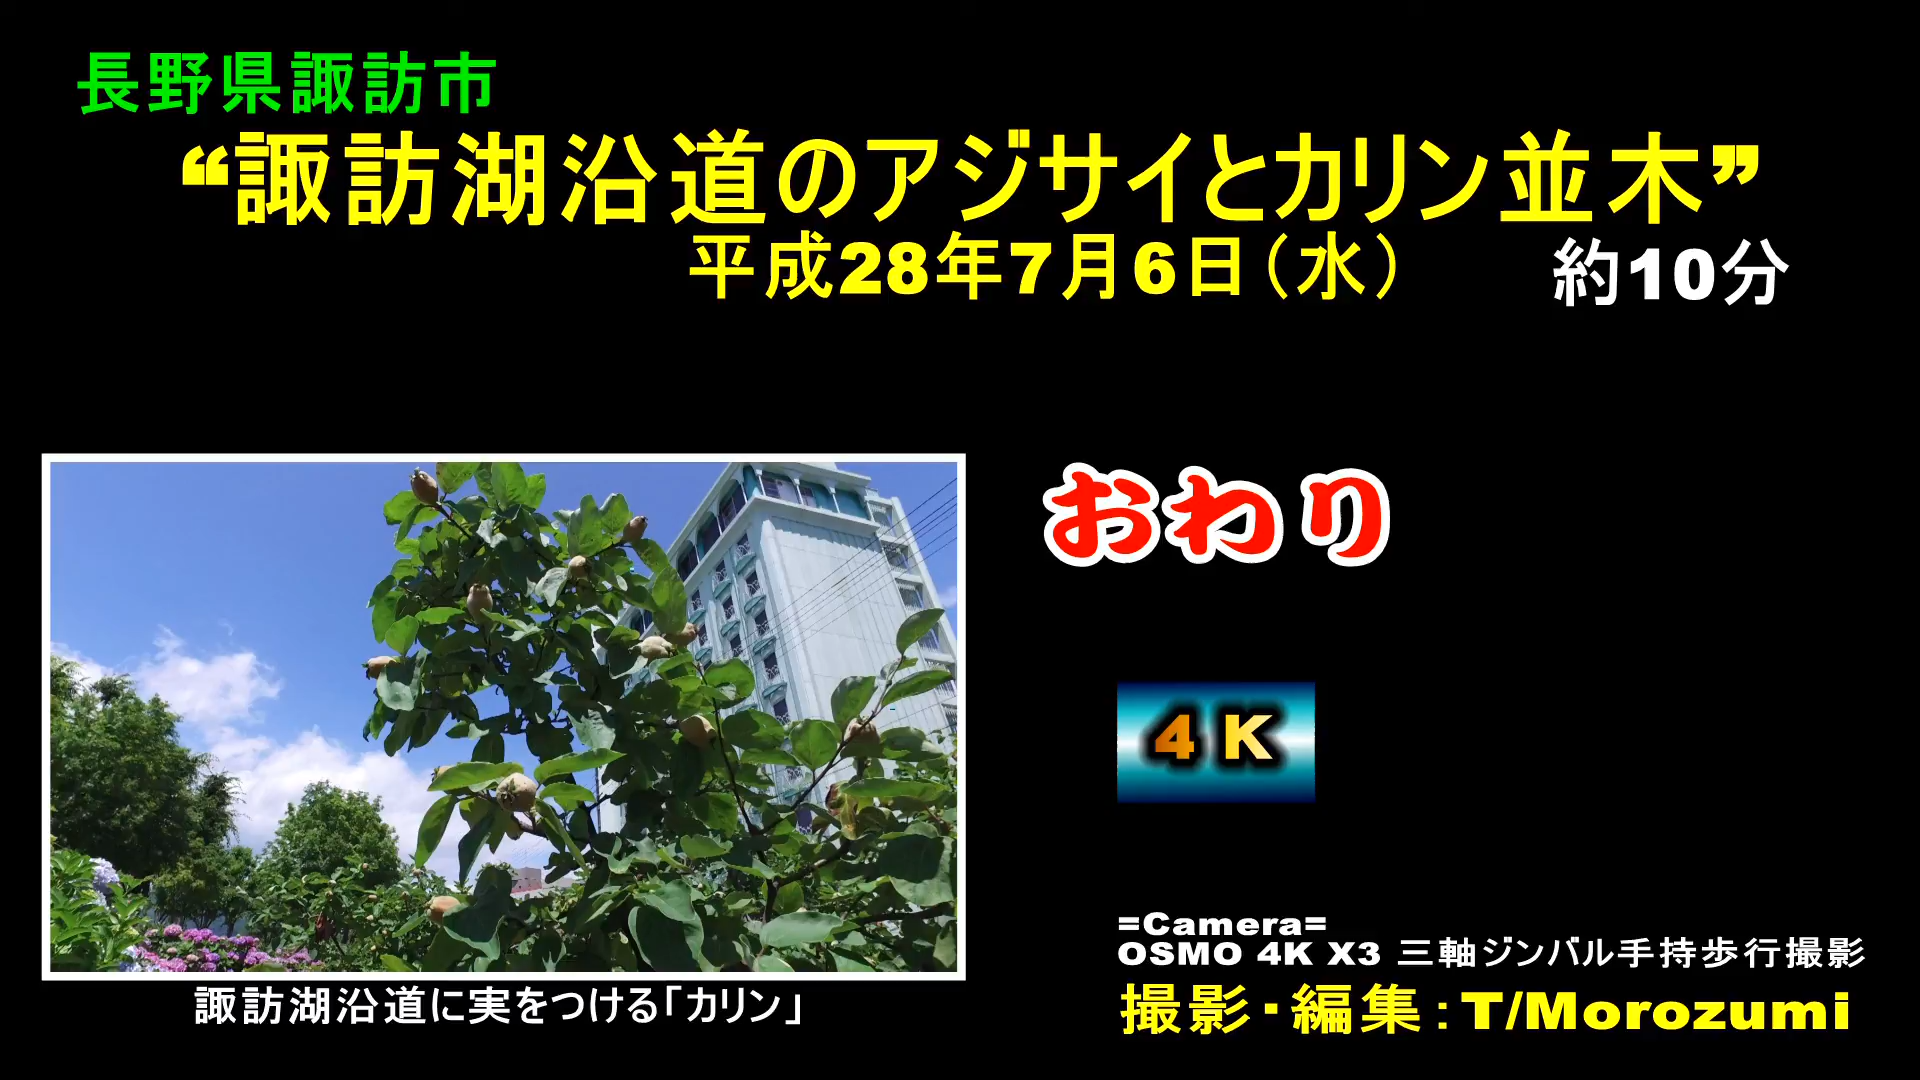 長野県諏訪市
“諏訪湖沿道のアジサイとカリン並木”
平成28年7月6日（水） 約10分
おわり
4K
=Camera=
OSMO 4K X3 三軸ジンバル手持歩行撮影
撮影・編集：T/Morozumi
諏訪湖沿道に実をつける「カリン」